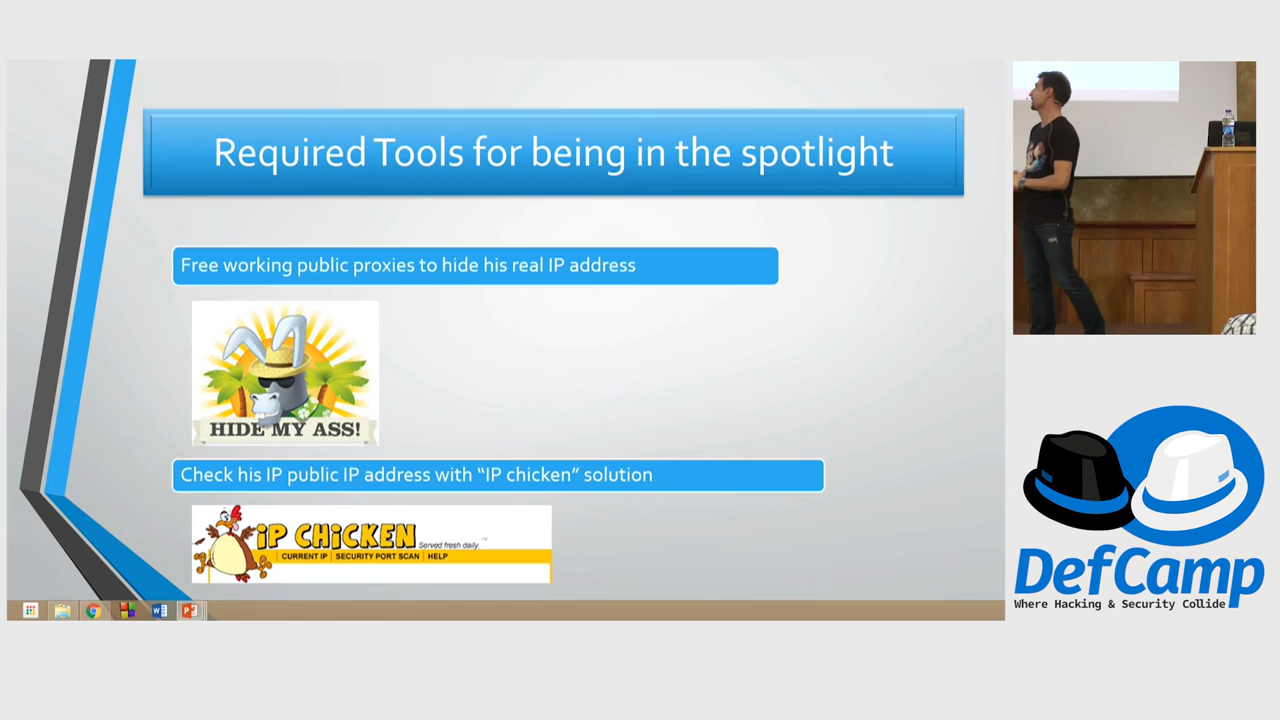 Required Tools for being in the spotlight
Free working public proxies to hide his real IP address
HIDE MY ASS!
Check his IP public IP address with “IP chicken” solution
iP CHiCKEN Served fresh daily.™
CURRENT IP | SECURITY PORT SCAN | HELP
DefCamp
Where Hacking & Security Collide